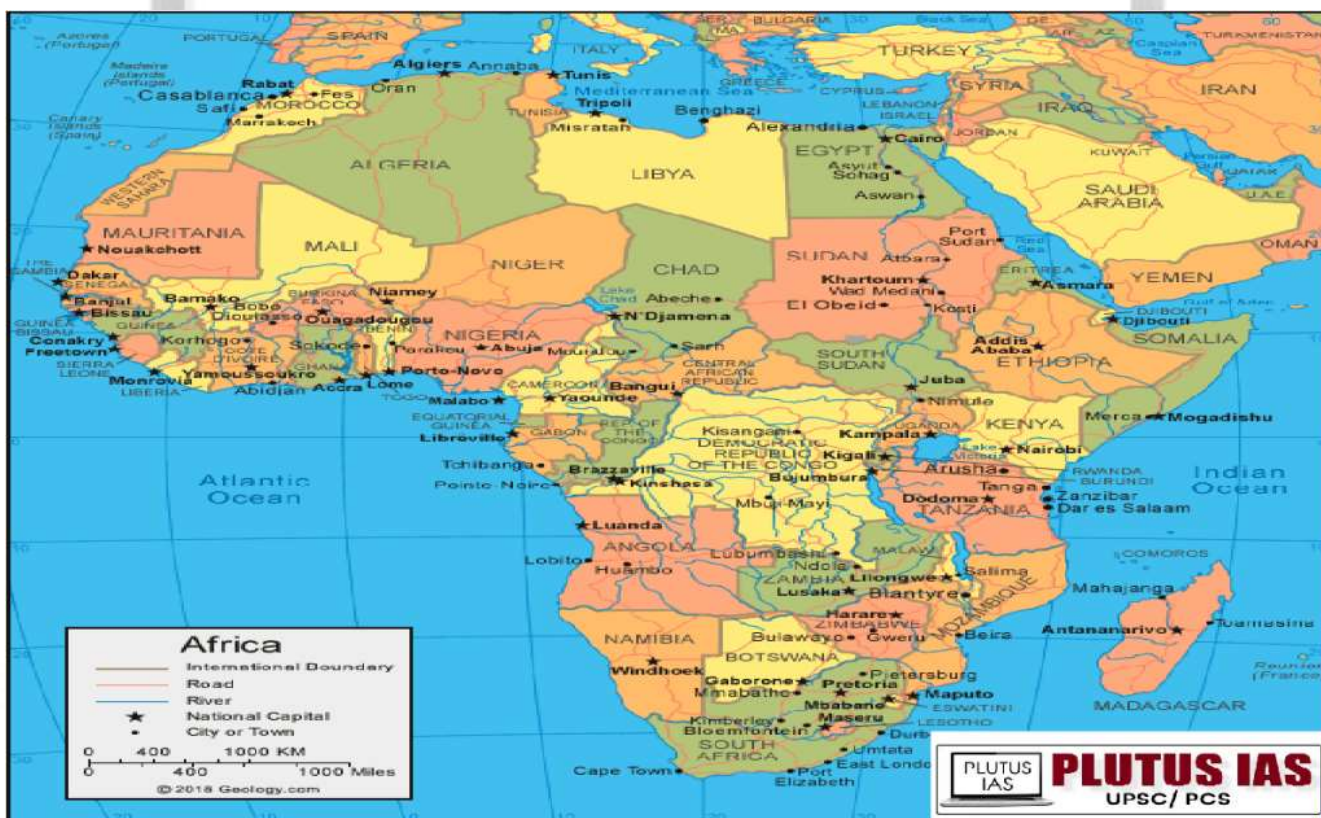 Azores
(Portugal)
PORTUGAL
SPAIN
ITALY
SER.
MA.
BULGARIA
GREECE
Black Sea
TURKEY
GE.
AR.
AZ.
Caspian
Sea
TURKMENISTAN
Madeira
Islands
(Portugal)
Canary
Islands
(Spain)
Rabat
Casablanca
Fes
Safi
MOROCCO
Marrakech
Algiers
Annaba
Oran
Tunis
TUNISIA
Mediterranean Sea
Tripoli
Misratah
Benghazi
CYPRUS
LEBANON
ISRAEL
SYRIA
IRAQ
IRAN
JORDAN
KUWAIT
Persian
Gulf
QATAR
U.A.E.
SAUDI
ARABIA
OMAN
YEMEN
Red
Sea
Gulf of Aden
Alexandria
Cairo
EGYPT
Asyut
Sohag
Aswan
ALGERIA
LIBYA
WESTERN
SAHARA
MAURITANIA
Nouakchott
MALI
NIGER
CHAD
SUDAN
Port
Sudan
Atbara
Khartoum
Wad Medani
El Obeid
Kosti
ERITREA
Asmara
DJIBOUTI
Djibouti
SOMALIA
THE
GAMBIA
Dakar
SENEGAL
Banjul
Bissau
GUINEA
BISSAU
GUINEA
Conakry
Freetown
SIERRA
LEONE
Monrovia
LIBERIA
Bamako
Bobo
Dioulasso
BURKINA
FASO
Ouagadougou
Niamey
Korhogo
COTE
D'IVOIRE
Yamoussoukro
Abidjan
GHANA
Accra
Sokode
TOGO
Lome
BENIN
Parakou
Porto-Novo
NIGERIA
Abuja
Lake
Chad
Abeche
N'Djamena
Moundou
Sarh
CENTRAL
AFRICAN
REPUBLIC
Bangui
CAMEROON
Yaounde
Malabo
EQUATORIAL
GUINEA
Libreville
GABON
REP. OF
THE
CONGO
Tchibanga
Pointe-Noire
Brazzaville
Kinshasa
SOUTH
SUDAN
Juba
Nimule
Addis
Ababa
ETHIOPIA
Merca
Mogadishu
Kisangani
DEMOCRATIC
REPUBLIC
OF THE CONGO
Mbuji-Mayi
UGANDA
Kampala
KENYA
Nairobi
Lake
Victoria
Kigali
Bujumbura
RWANDA
BURUNDI
Arusha
Tanga
Dodoma
Zanzibar
TANZANIA
Dar es Salaam
Atlantic
Ocean
Indian
Ocean
Luanda
ANGOLA
Lobito
Huambo
Lubumbashi
Ndola
ZAMBIA
Lusaka
MALAWI
Lilongwe
Salima
Blantyre
MOZAMBIQUE
COMOROS
Mahajanga
Toamasina
Antananarivo
MADAGASCAR
Reunion
(France)
Harare
ZIMBABWE
Bulawayo
Gweru
Beira
NAMIBIA
Windhoek
BOTSWANA
Gaborone
Mmabatho
Pietersburg
Pretoria
Maputo
Mbabane
ESWATINI
Maseru
LESOTHO
Kimberley
Bloemfontein
SOUTH
AFRICA
Umtata
East London
Port
Elizabeth
Cape Town
Africa
International Boundary
Road
River
National Capital
City or Town
0 400 1000 KM
0 400 1000 Miles
© 2018 Geology.com
PLUTUS
IAS
PLUTUS IAS
UPSC/ PCS